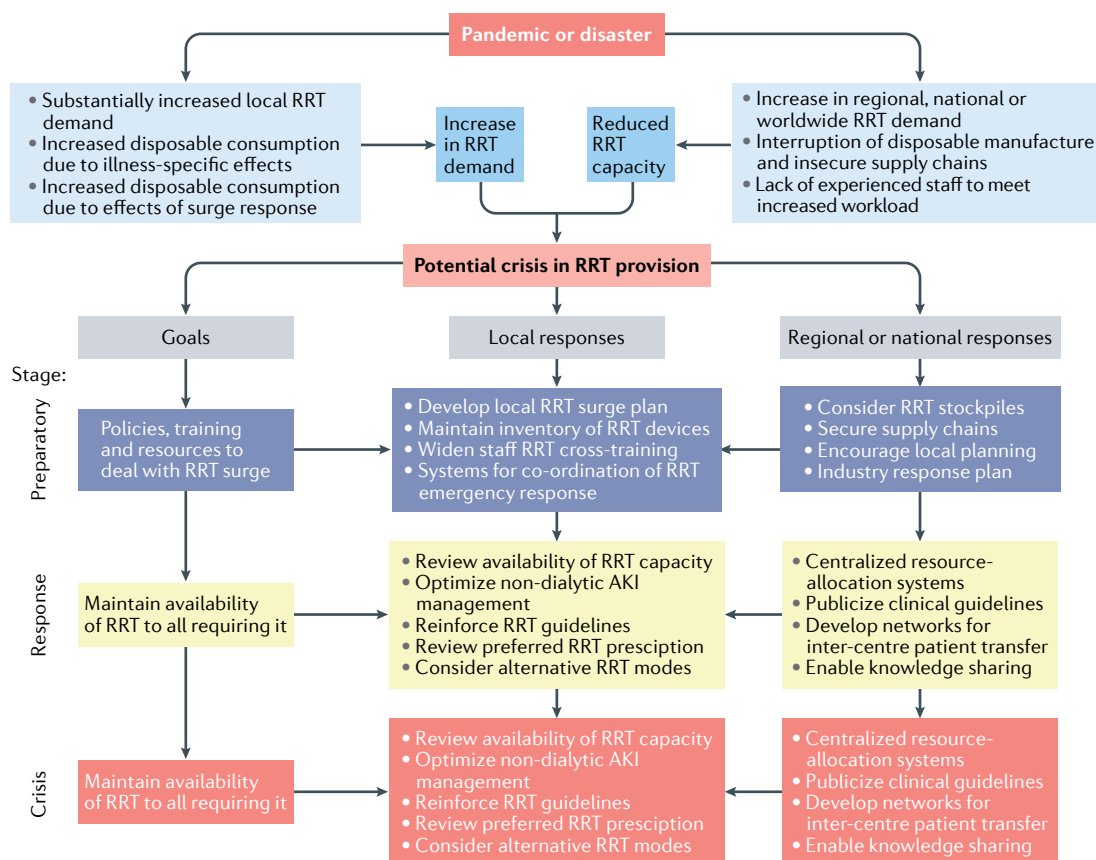 Pandemic or disaster
• Substantially increased local RRT
demand
• Increased disposable consumption
due to illness-specific effects
• Increased disposable consumption
due to effects of surge response
Increase
in RRT
demand
Reduced
RRT
capacity
• Increase in regional, national or
worldwide RRT demand
• Interruption of disposable manufacture
and insecure supply chains
• Lack of experienced staff to meet
increased workload
Potential crisis in RRT provision
Goals
Local responses
Regional or national responses
Stage:
Preparatory
Policies, training
and resources to
deal with RRT surge
• Develop local RRT surge plan
• Maintain inventory of RRT devices
• Widen staff RRT cross-training
• Systems for co-ordination of RRT
emergency response
• Consider RRT stockpiles
• Secure supply chains
• Encourage local planning
• Industry response plan
Response
Maintain availability
of RRT to all requiring it
• Review availability of RRT capacity
• Optimize non-dialytic AKI
management
• Reinforce RRT guidelines
• Review preferred RRT presciption
• Consider alternative RRT modes
• Centralized resource-
allocation systems
• Publicize clinical guidelines
• Develop networks for
inter-centre patient transfer
• Enable knowledge sharing
Crisis
Maintain availability
of RRT to all requiring it
• Review availability of RRT capacity
• Optimize non-dialytic AKI
management
• Reinforce RRT guidelines
• Review preferred RRT presciption
• Consider alternative RRT modes
• Centralized resource-
allocation systems
• Publicize clinical guidelines
• Develop networks for
inter-centre patient transfer
• Enable knowledge sharing